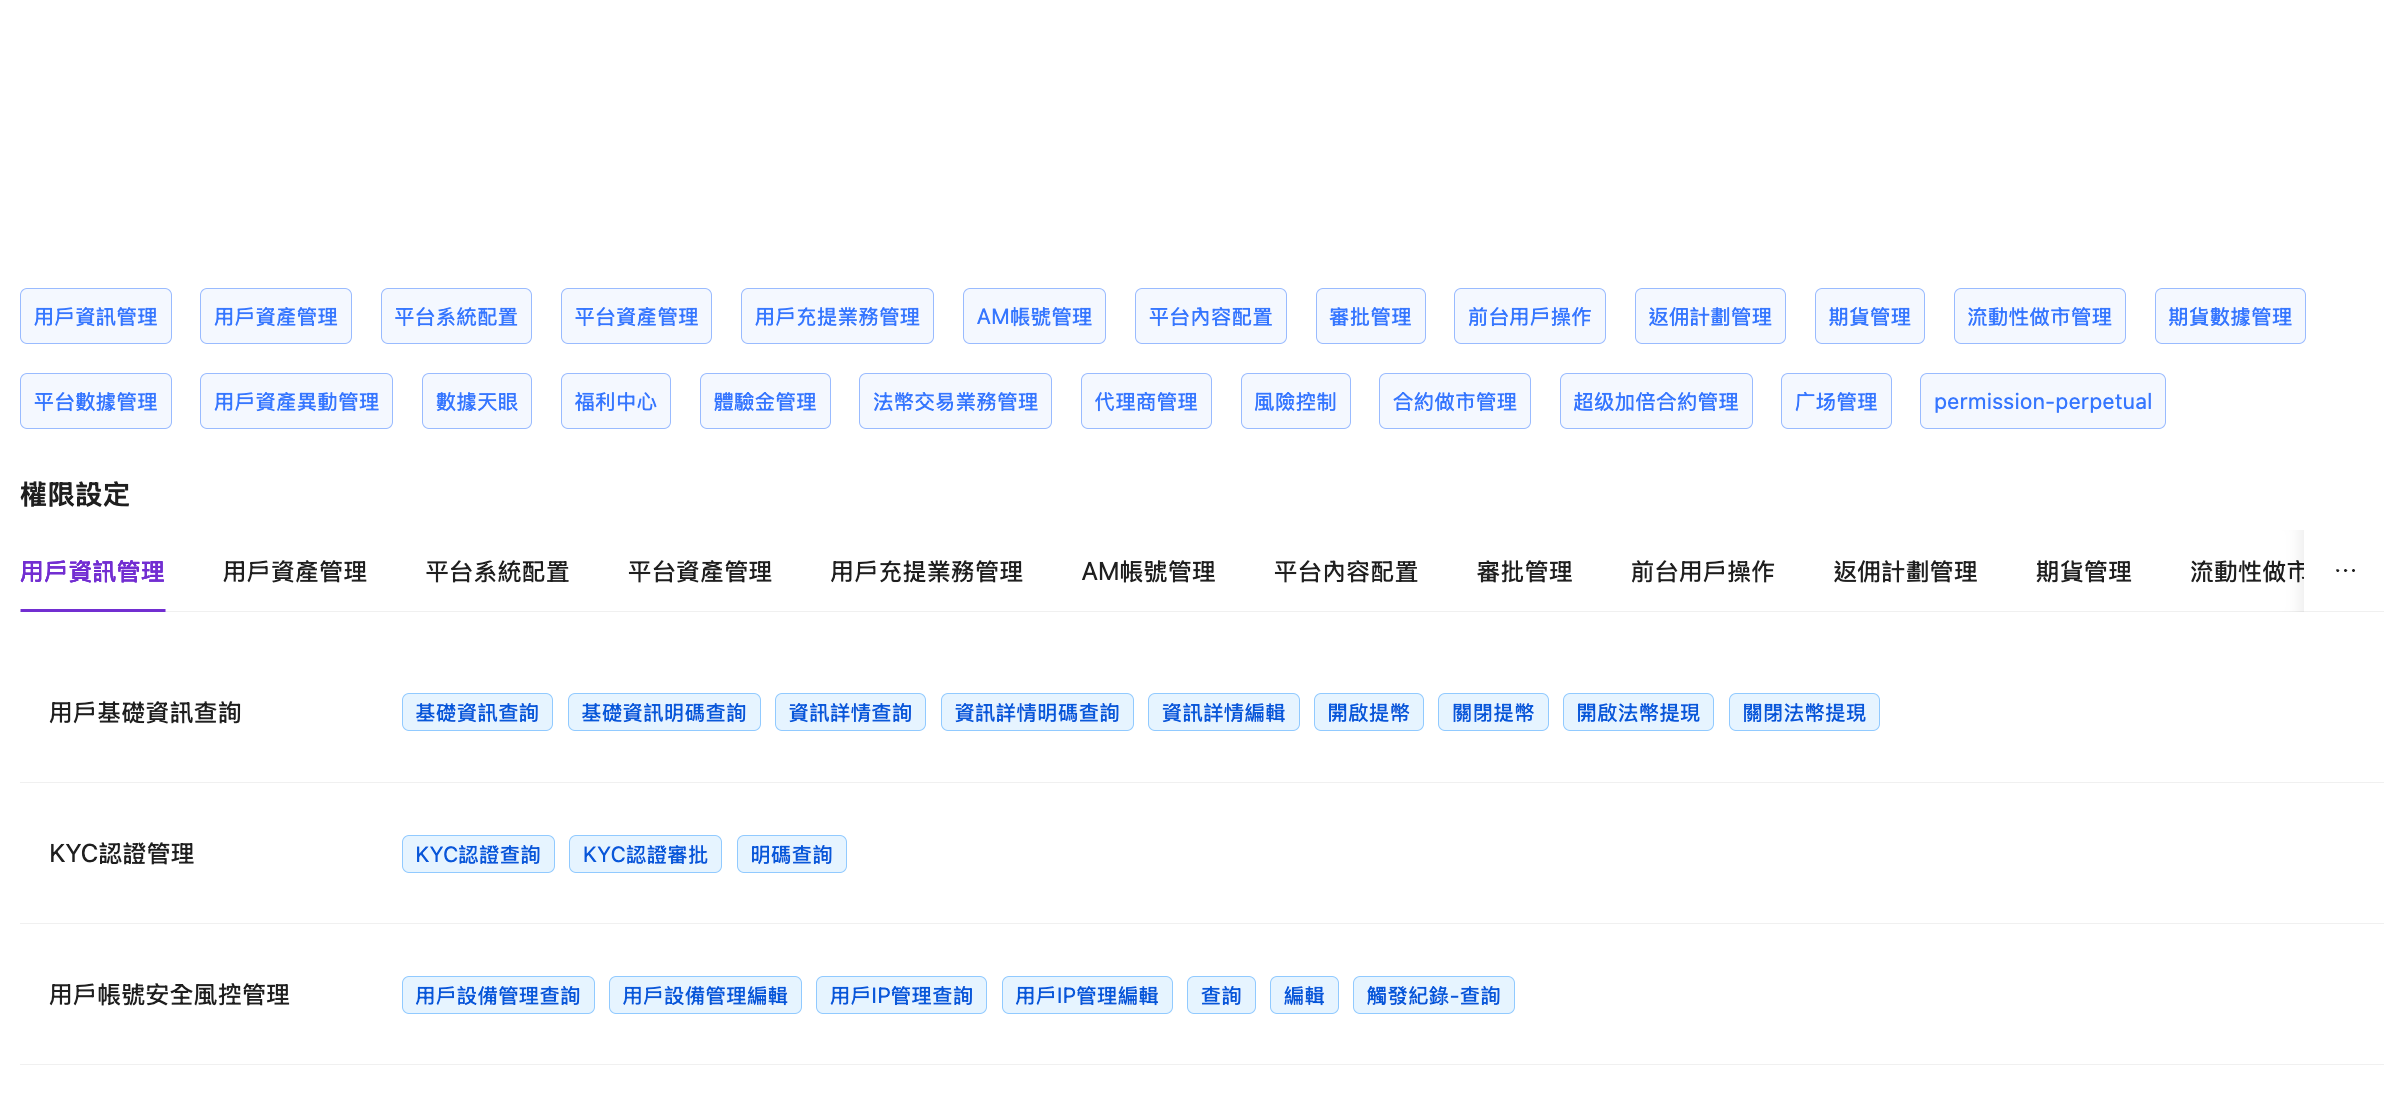 用戶資訊管理 用戶資產管理 平台系統配置 平台資產管理 用戶充提業務管理 AM帳號管理 平台內容配置 審批管理 前台用戶操作 返佣計劃管理 期貨管理 流動性做市管理 期貨數據管理
平台數據管理 用戶資產異動管理 數據天眼 福利中心 體驗金管理 法幣交易業務管理 代理商管理 風險控制 合約做市管理 超级加倍合約管理 广场管理 permission-perpetual
權限設定
用戶資訊管理 用戶資產管理 平台系統配置 平台資產管理 用戶充提業務管理 AM帳號管理 平台內容配置 審批管理 前台用戶操作 返佣計劃管理 期貨管理 流動性做市 ···
用戶基礎資訊查詢 基礎資訊查詢 基礎資訊明碼查詢 資訊詳情查詢 資訊詳情明碼查詢 資訊詳情編輯 開啟提幣 關閉提幣 開啟法幣提現 關閉法幣提現
KYC認證管理 KYC認證查詢 KYC認證審批 明碼查詢
用戶帳號安全風控管理 用戶設備管理查詢 用戶設備管理編輯 用戶IP管理查詢 用戶IP管理編輯 查詢 編輯 觸發紀錄-查詢